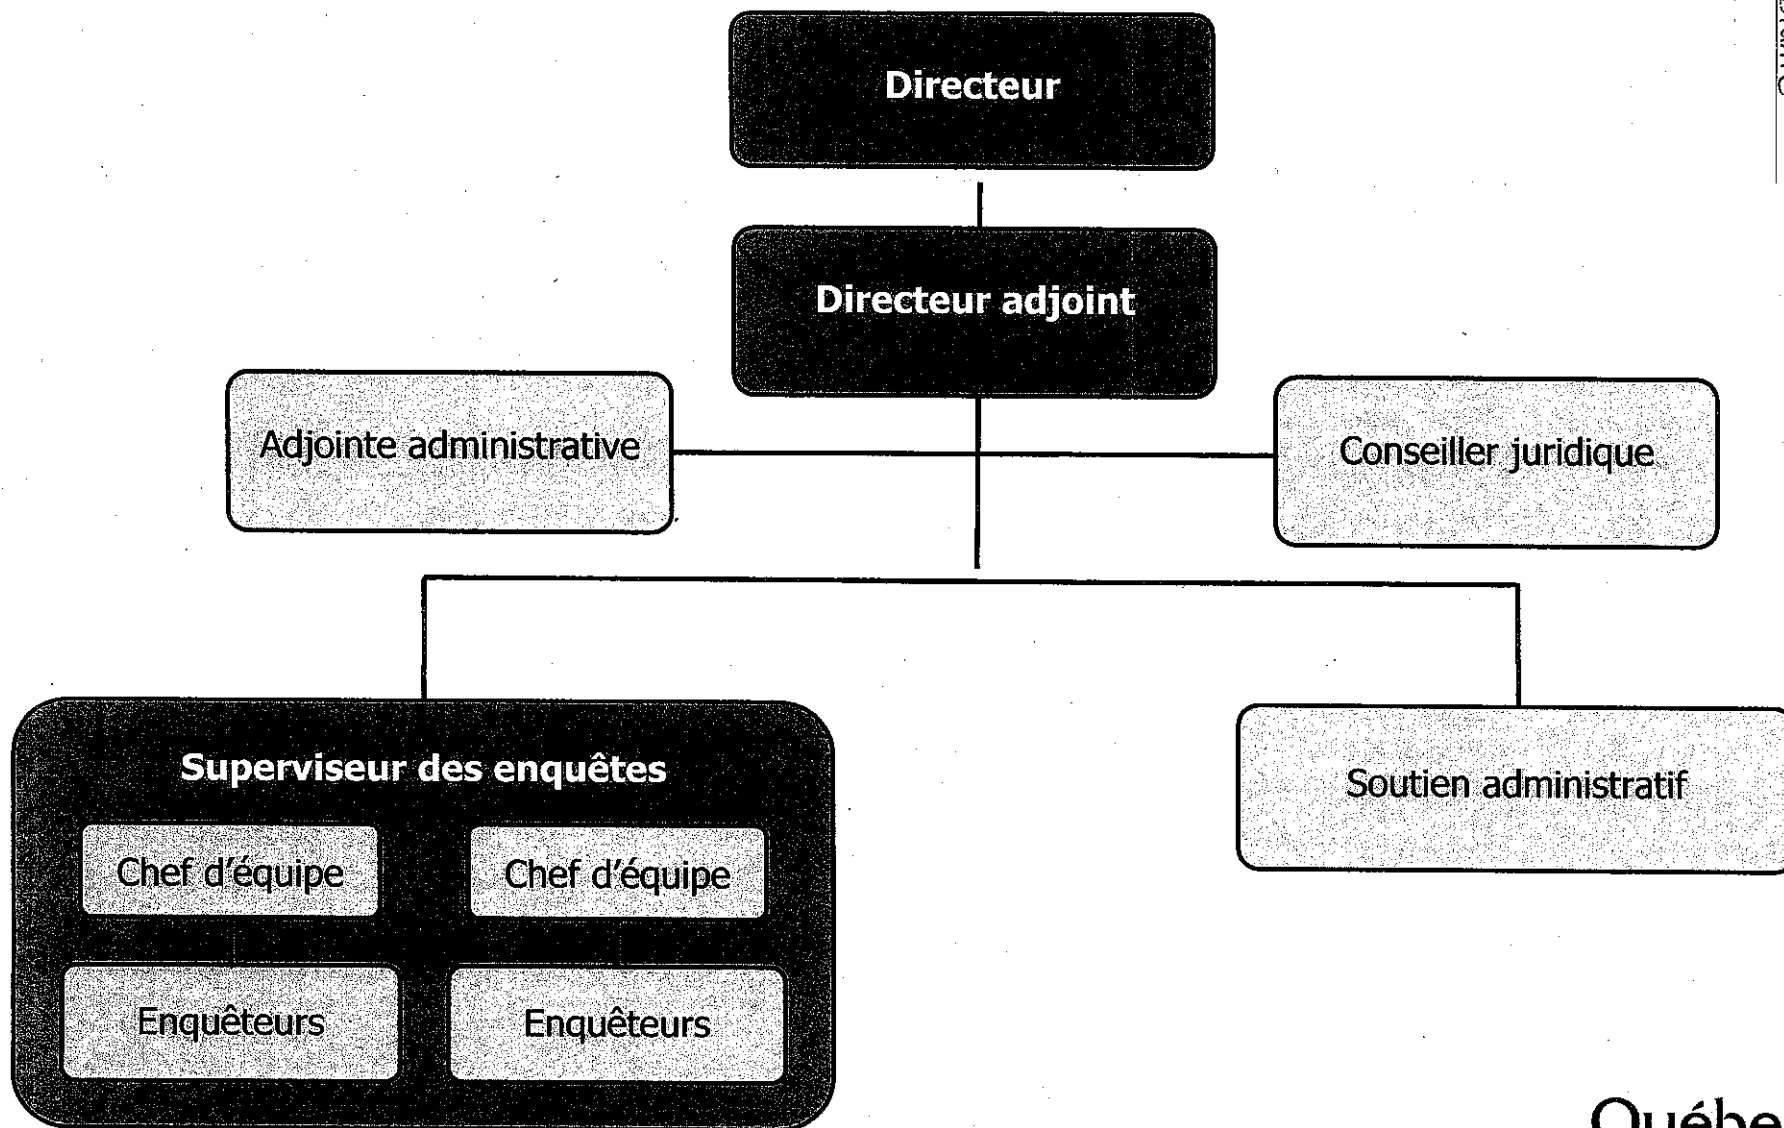 Directeur
Directeur adjoint
Adjointe administrative
Conseiller juridique
Superviseur des enquêtes
Soutien administratif
Chef d'équipe
Chef d'équipe
Enquêteurs
Enquêteurs